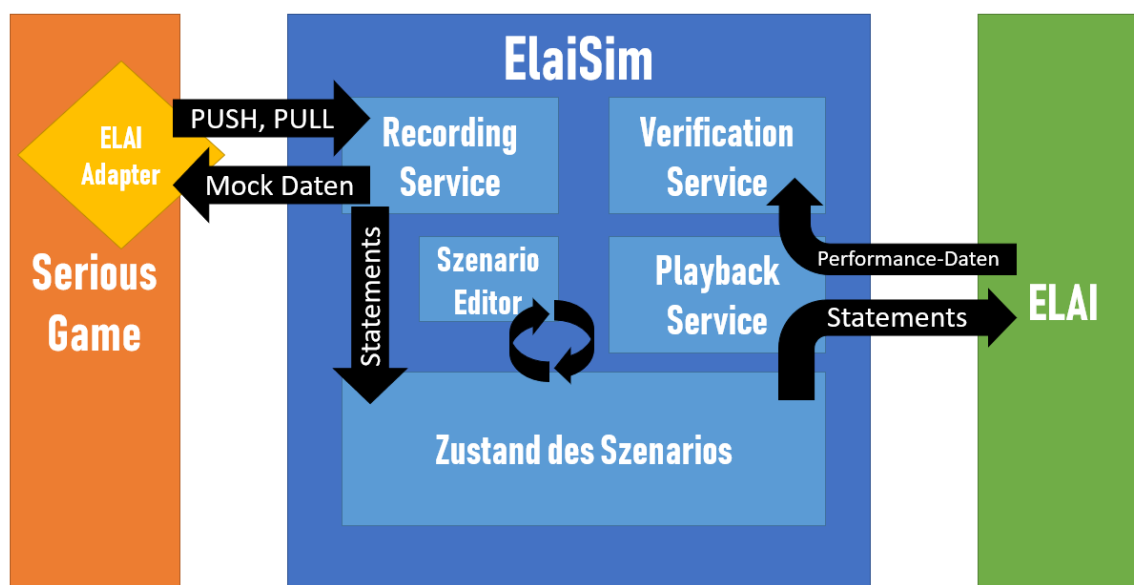 ElaiSim
ELAI
Adapter
PUSH, PULL
Mock Daten
Recording
Service
Verification
Service
Serious
Game
Statements
Szenario
Editor
Playback
Service
Performance-Daten
Statements
ELAI
Zustand des Szenarios